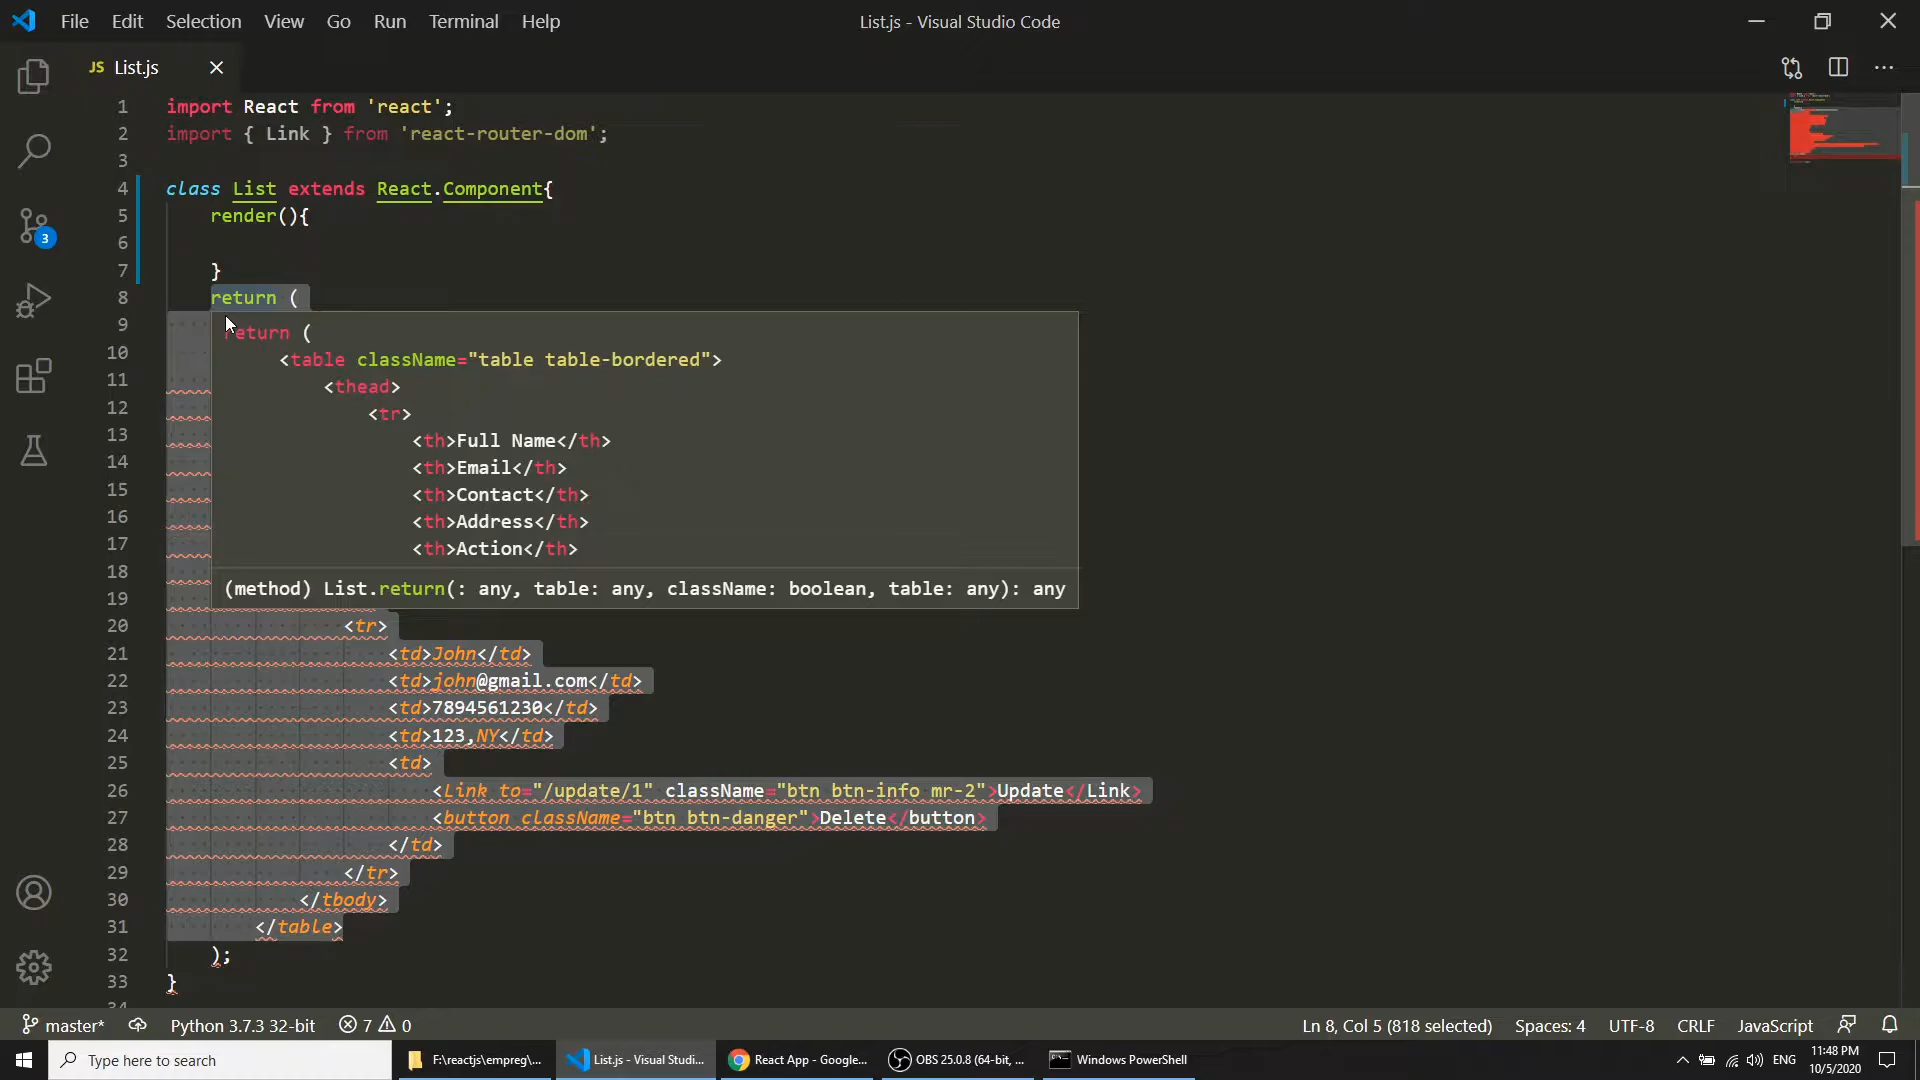 File Edit Selection View Go Run Terminal Help
List.js - Visual Studio Code
JS List.js
1 import React from 'react';
2 import { Link } from 'react-router-dom';
3
4 class List extends React.Component{
5 render(){
6
7 }
8 return (
9 return (
10 <table className="table table-bordered">
11 <thead>
12 <tr>
13 <th>Full Name</th>
14 <th>Email</th>
15 <th>Contact</th>
16 <th>Address</th>
17 <th>Action</th>
18
19 (method) List.return(: any, table: any, className: boolean, table: any): any
20 <tr>
21 <td>John</td>
22 <td>john@gmail.com</td>
23 <td>7894561230</td>
24 <td>123,NY</td>
25 <td>
26 <Link to="/update/1" className="btn btn-info mr-2">Update</Link>
27 <button className="btn btn-danger">Delete</button>
28 </td>
29 </tr>
30 </tbody>
31 </table>
32 );
33 }
34
3
master* Python 3.7.3 32-bit 7 0
Ln 8, Col 5 (818 selected) Spaces: 4 UTF-8 CRLF JavaScript
Type here to search
F:\reactjs\empreg\...
List.js - Visual Studi...
React App - Google...
OBS 25.0.8 (64-bit, ...
Windows PowerShell
ENG
11:48 PM
10/5/2020